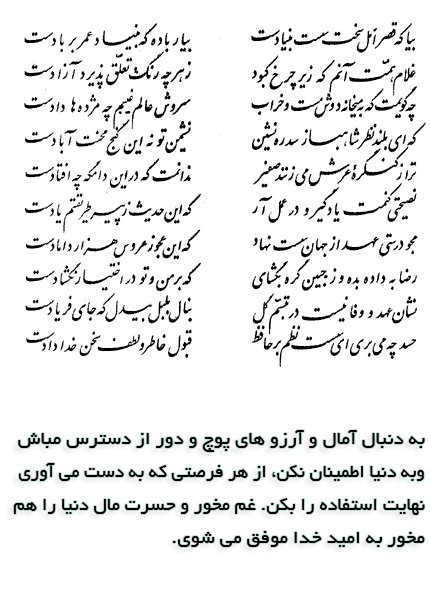 بیا که قصر امل سخت سست بنیادست بیار باده که بنیاد عمر بر بادست
غلام همت آنم که زیر چرخ کبود ز هر چه رنگ تعلق پذیرد آزادست
چه گویمت که به میخانه دوش مست و خراب سروش عالم غیبم چه مژده‌ها دادست
که ای بلند نظر شاهباز سدره نشین نشیمن تو نه این کنج محنت آبادست
ترا ز کنگره عرش می‌زنند صفیر ندانمت که در این دامگه چه افتادست
نصیحتی کنمت یاد گیر و در عمل آر که این حدیث ز پیر طریقتم یادست
مجو درستی عهد از جهان سست نهاد که این عجوز عروس هزار دامادست
رضا به داده بده وز جبین گره بگشای که بر من و تو در اختیار نگشادست
نشان عهد و وفا نیست در تبسم گل بنال بلبل بیدل که جای فریادست
حسد چه می‌بری ای سست نظم بر حافظ قبول خاطر و لطف سخن خدادادست
به دنبال آمال و آرزو های پوچ و دور از دسترس مباش
وبه دنیا اطمینان نکن، از هر فرصتی که به دست می آوری
نهایت استفاده را بکن. غم مخور و حسرت مال دنیا را هم
مخور به امید خدا موفق می شوی.